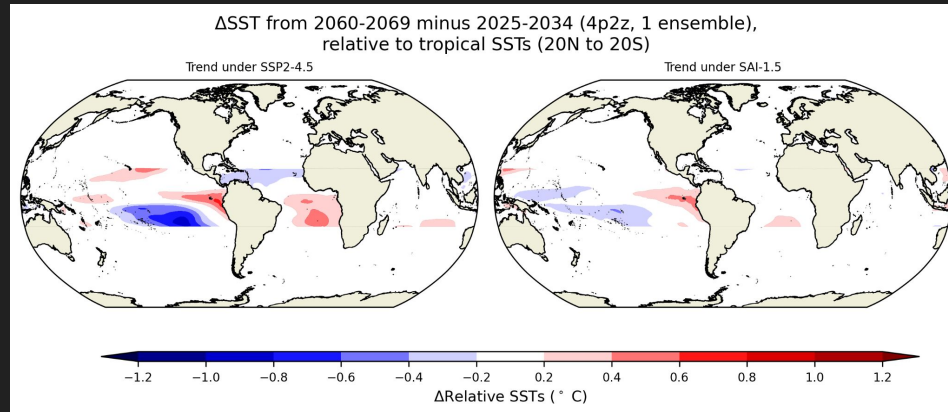 ΔSST from 2060-2069 minus 2025-2034 (4p2z, 1 ensemble),
relative to tropical SSTs (20N to 20S)
Trend under SSP2-4.5
Trend under SAI-1.5
−1.2 −1.0 −0.8 −0.6 −0.4 −0.2 0.2 0.4 0.6 0.8 1.0 1.2
ΔRelative SSTs (° C)